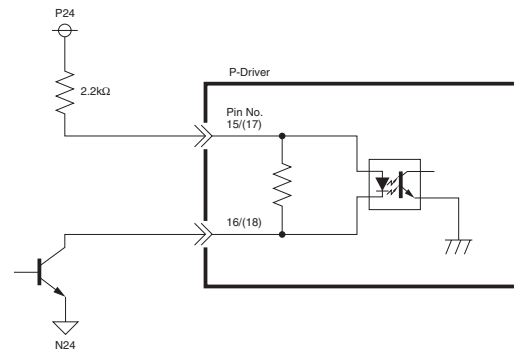 P24
2.2kΩ
P-Driver
Pin No.
15/(17)
16/(18)
N24